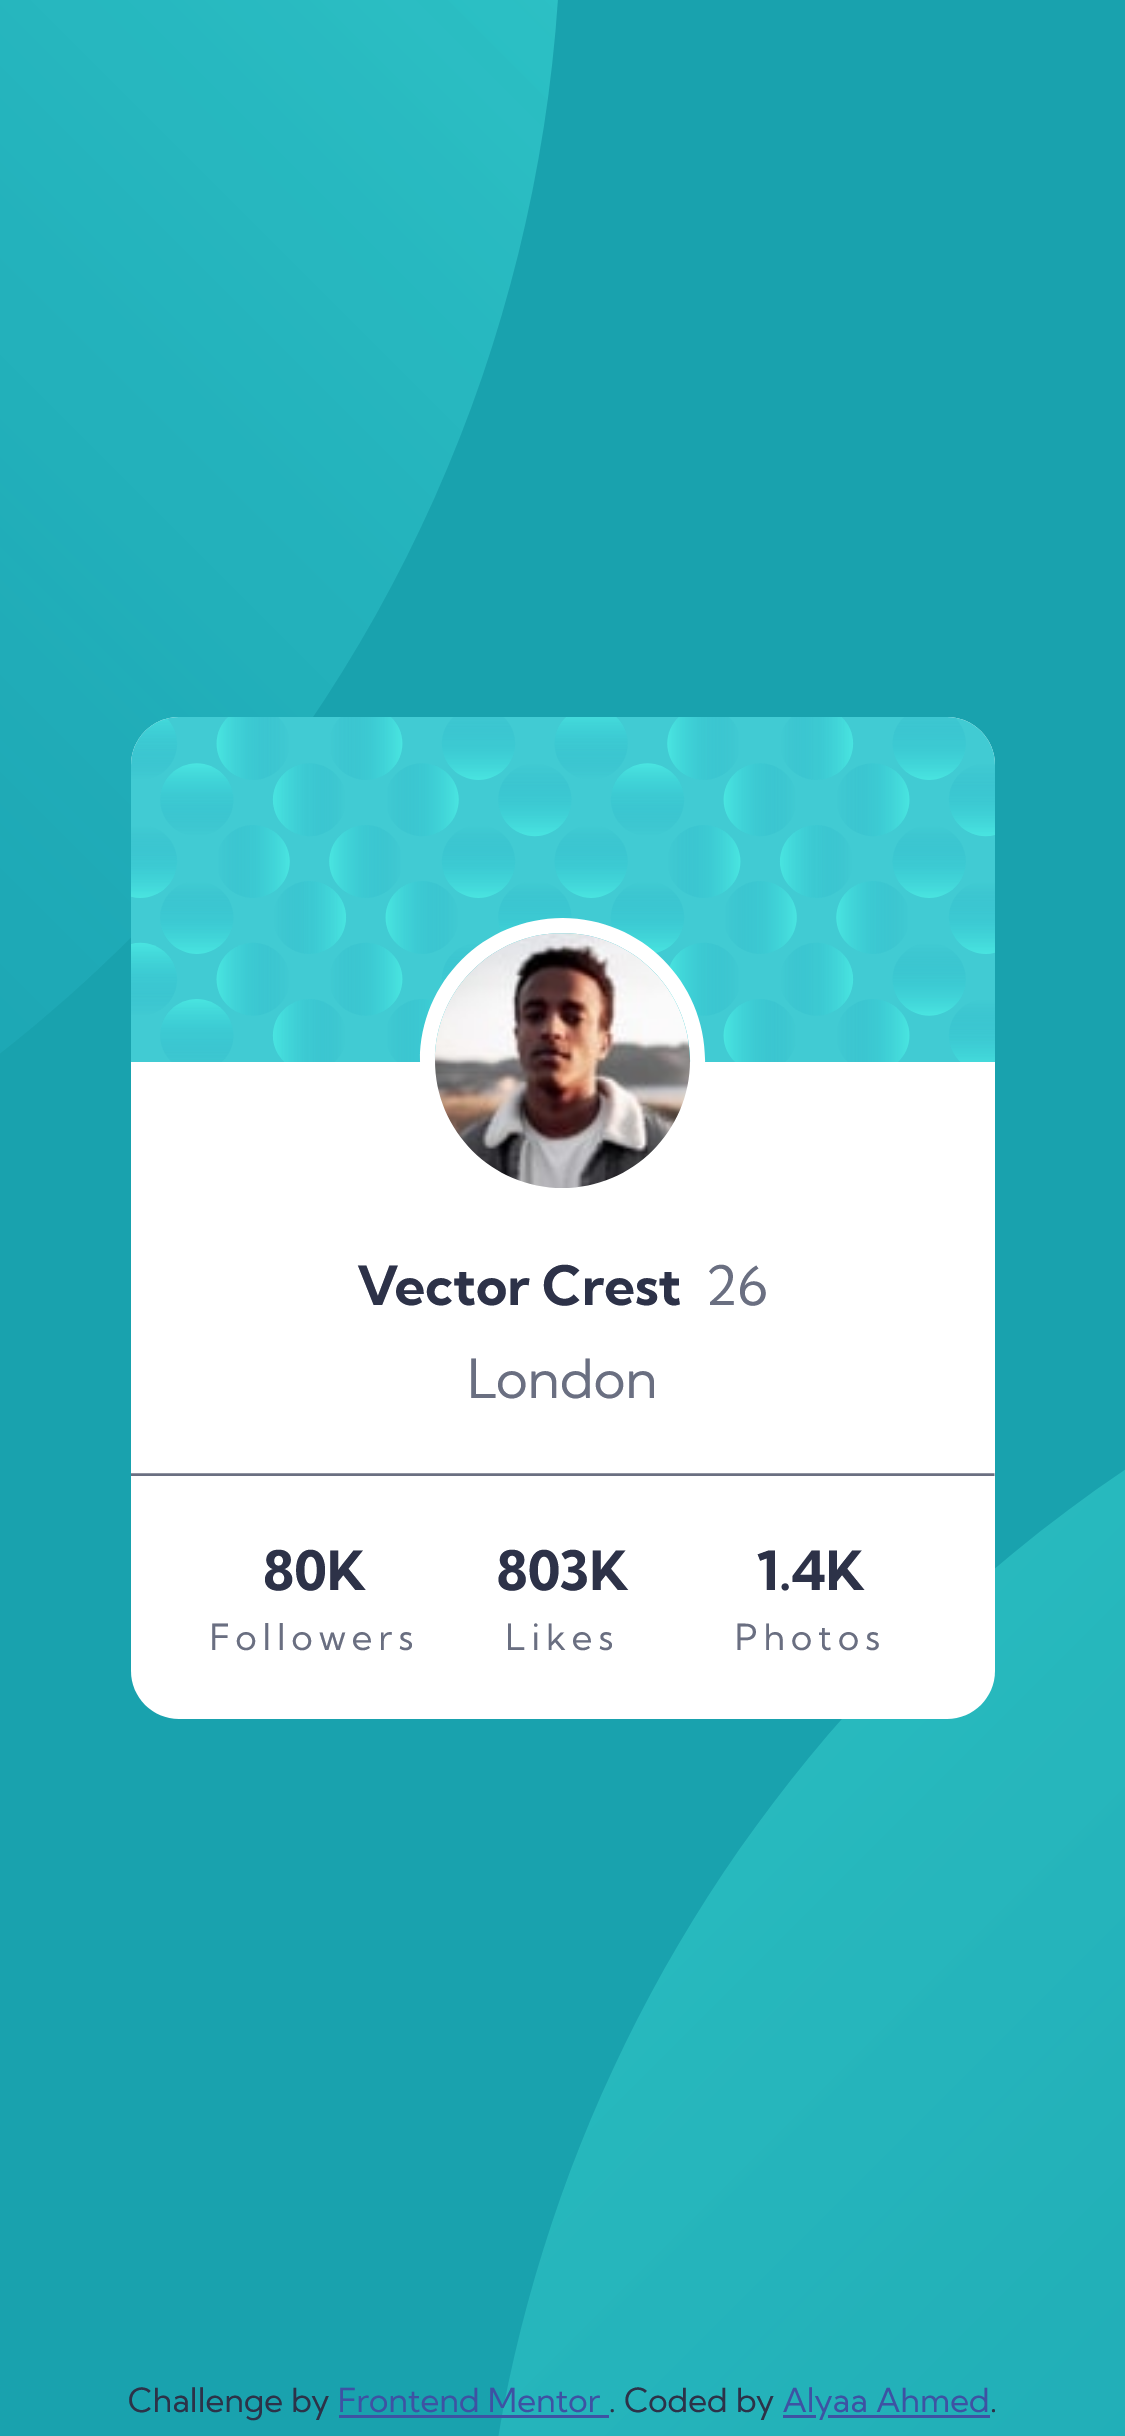 Vector Crest 26
London
80K 803K 1.4K
Followers Likes Photos
Challenge by Frontend Mentor . Coded by Alyaa Ahmed.